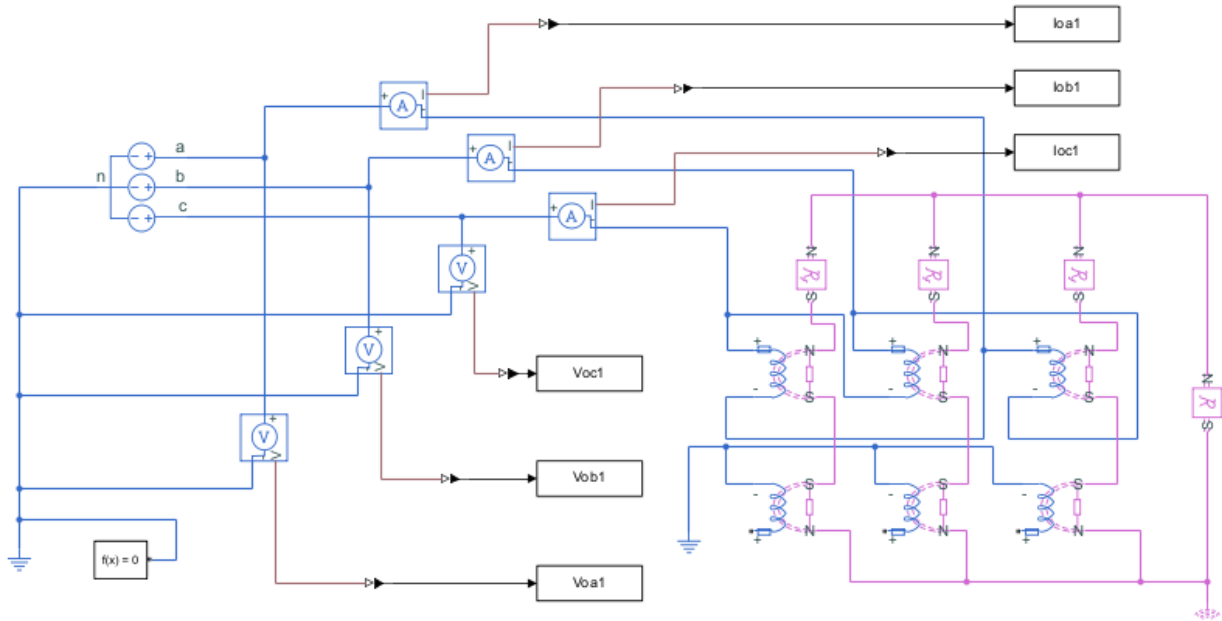 Ioa1
Iob1
Ioc1
+ A I
+ A I
+ A I
a
n - +
b
- +
c
- +
+ V V
+ V V
+ V V
N N N
R R R
S S S
+ N + N + N
- S - S - S
N
R
S
Voc1
Vob1
Voa1
- S - S - S
+ N + N + N
f(x) = 0